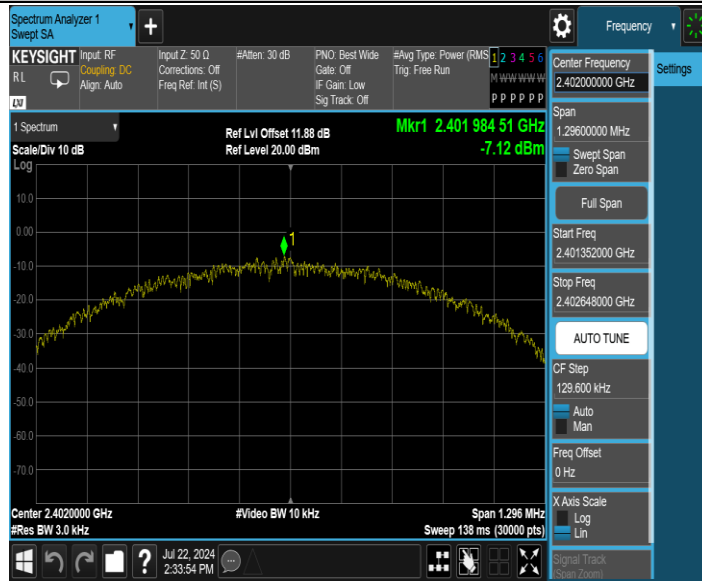 Spectrum Analyzer 1
Swept SA
Frequency
KEYSIGHT
RL
LXI
Input: RF
Coupling: DC
Align: Auto
Input Z: 50 Ω
Corrections: Off
Freq Ref: Int (S)
#Atten: 30 dB
PNO: Best Wide
Gate: Off
IF Gain: Low
Sig Track: Off
#Avg Type: Power (RMS
Trig: Free Run
1 2 3 4 5 6
M W W W W W
P P P P P P
Center Frequency
2.402000000 GHz
Settings
Span
1.29600000 MHz
Swept Span
Zero Span
Full Span
Start Freq
2.401352000 GHz
Stop Freq
2.402648000 GHz
AUTO TUNE
CF Step
129.600 kHz
Auto
Man
Freq Offset
0 Hz
X Axis Scale
Log
Lin
Signal Track
(Span Zoom)
1 Spectrum
Scale/Div 10 dB
Log
Ref Lvl Offset 11.88 dB
Ref Level 20.00 dBm
Mkr1 2.401 984 51 GHz
-7.12 dBm
10.0
0.00
-10.0
-20.0
-30.0
-40.0
-50.0
-60.0
-70.0
1
Center 2.4020000 GHz
#Res BW 3.0 kHz
#Video BW 10 kHz
Span 1.296 MHz
Sweep 138 ms (30000 pts)
?
Jul 22, 2024
2:33:54 PM